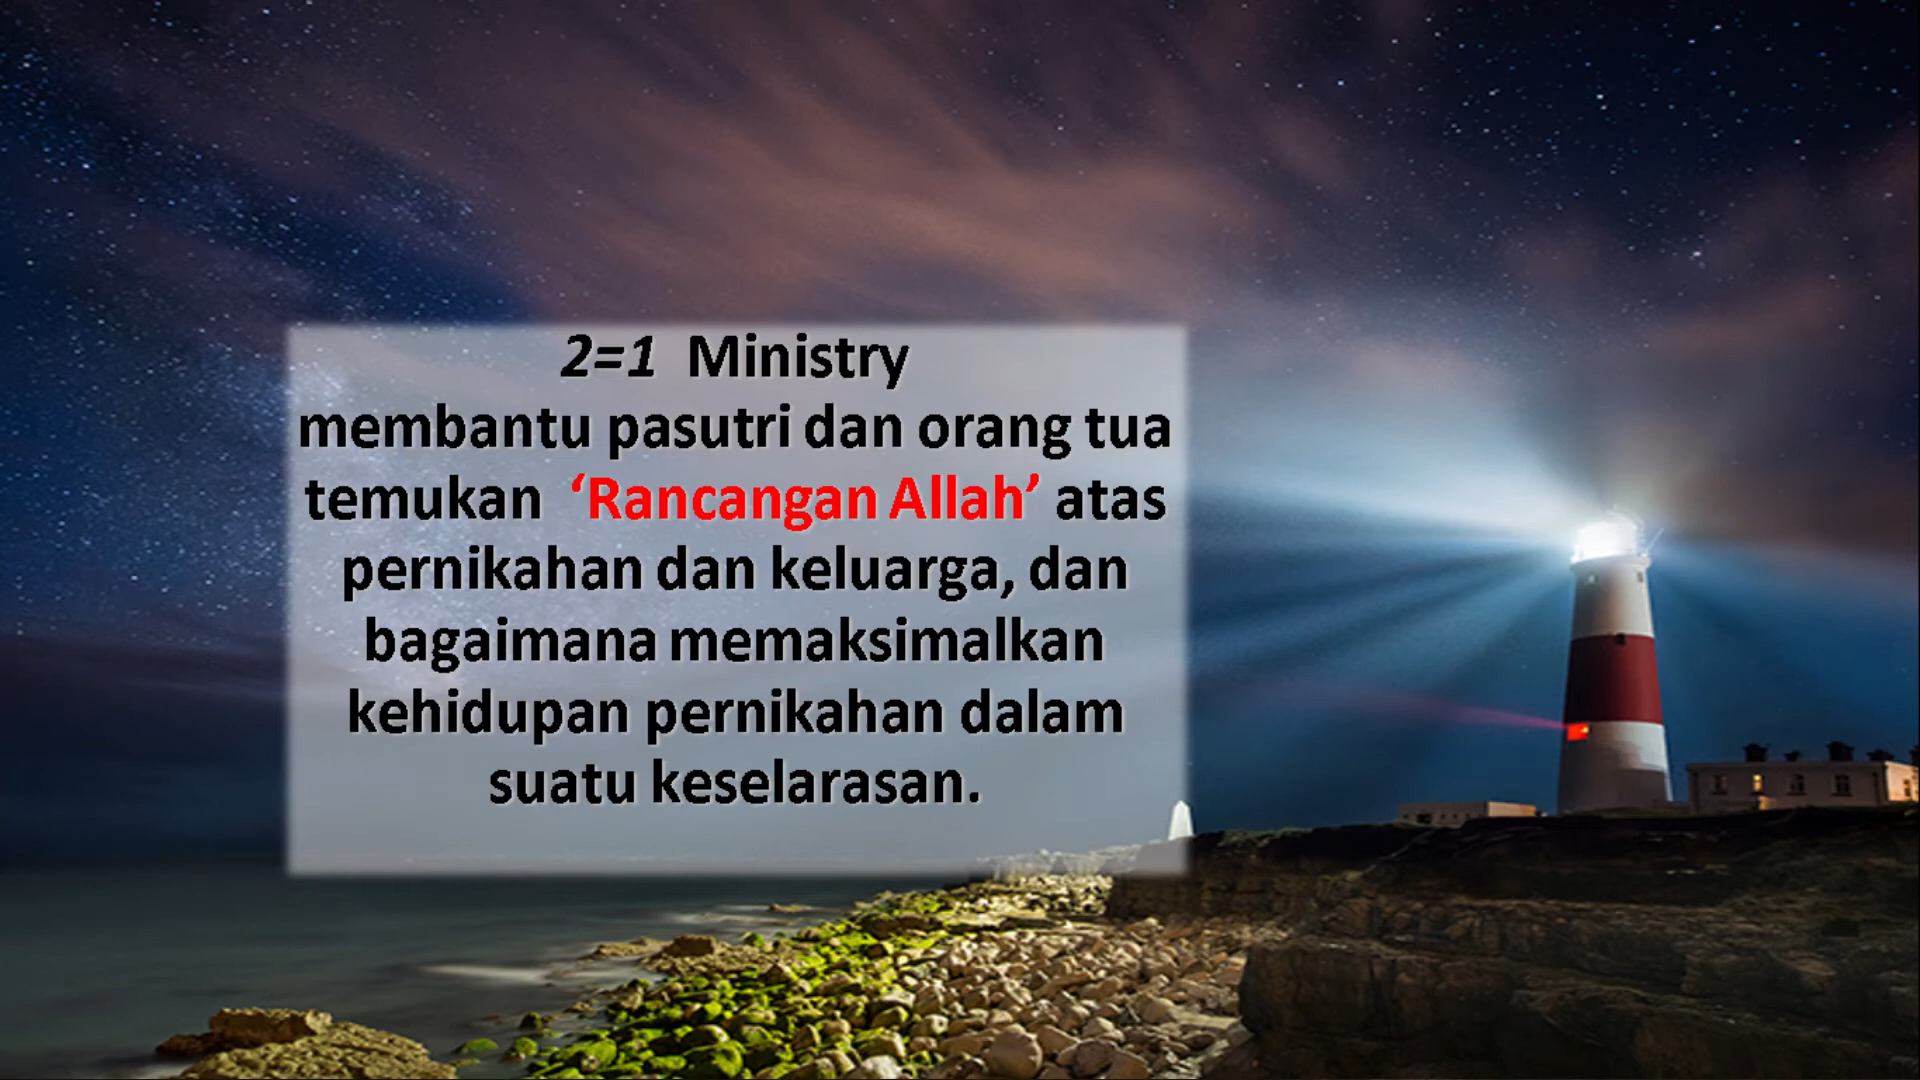 2=1 Ministry
membantu pasutri dan orang tua
temukan ‘Rancangan Allah’ atas
pernikahan dan keluarga, dan
bagaimana memaksimalkan
kehidupan pernikahan dalam
suatu keselarasan.